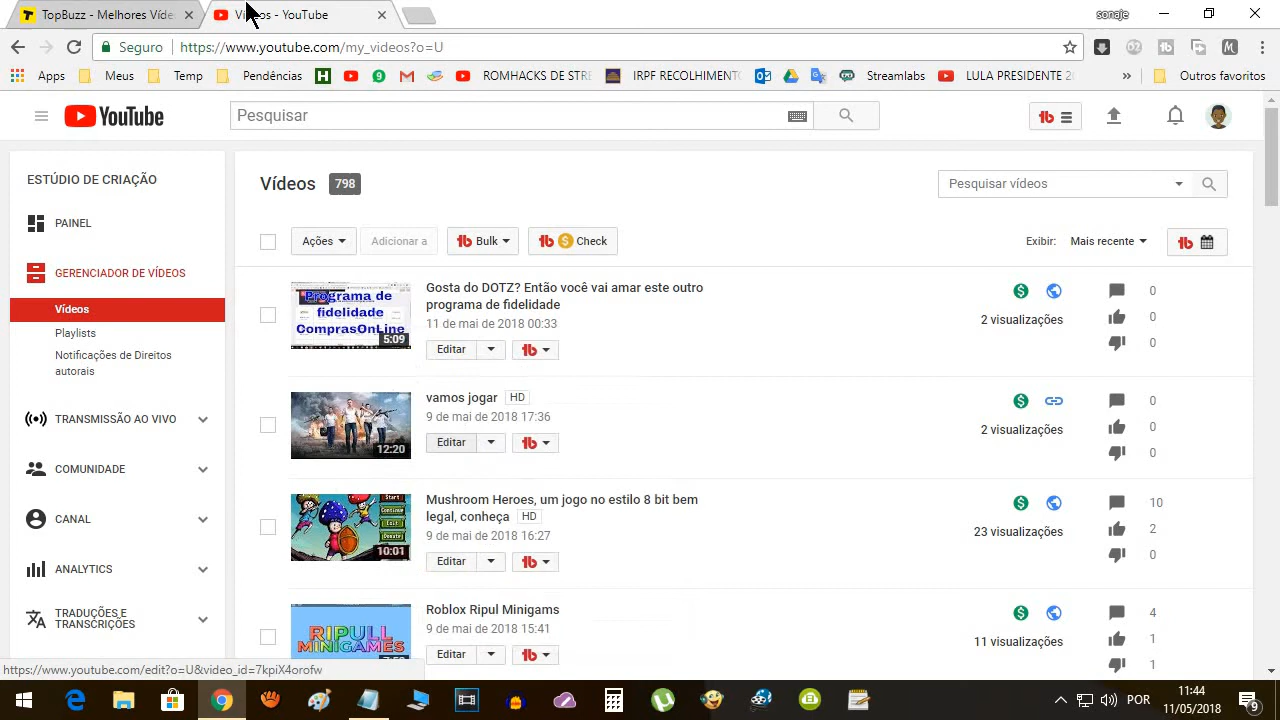 TopBuzz - Melhores Víde
Vídeos - YouTube
sonaje
Seguro
https://www.youtube.com/my_videos?o=U
Apps
Meus
Temp
Pendências
ROMHACKS DE STRE
IRPF RECOLHIMENT
Streamlabs
LULA PRESIDENTE 2
»
Outros favoritos
YouTube
Pesquisar
ESTÚDIO DE CRIAÇÃO
PAINEL
GERENCIADOR DE VÍDEOS
Vídeos
Playlists
Notificações de Direitos
autorais
TRANSMISSÃO AO VIVO
COMUNIDADE
CANAL
ANALYTICS
TRADUÇÕES E
TRANSCRIÇÕES
Vídeos 798
Pesquisar vídeos
Ações
Adicionar a
Bulk
Check
Exibir: Mais recente
Programa de
fidelidade
ComprasOnLine
5:09
Gosta do DOTZ? Então você vai amar este outro
programa de fidelidade
11 de mai de 2018 00:33
Editar
2 visualizações
0
0
0
12:20
vamos jogar HD
9 de mai de 2018 17:36
Editar
2 visualizações
0
0
0
Start
Continue
Exit
Donate
10:01
Mushroom Heroes, um jogo no estilo 8 bit bem
legal, conheça HD
9 de mai de 2018 16:27
Editar
23 visualizações
10
2
0
RIPULL
MINIGAMES
Roblox Ripul Minigams
9 de mai de 2018 15:41
Editar
11 visualizações
4
1
1
https://www.youtube.com/edit?o=U&video_id=7kpiX4orofw
POR
11:44
11/05/2018
9